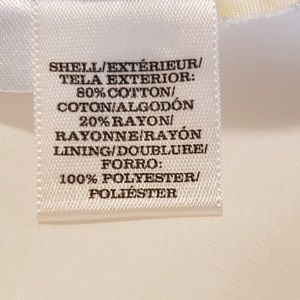 SHELL/EXTÉRIEUR/
TELA EXTERIOR:
80% COTTON/
COTON/ALGODÓN
20% RAYON/
RAYONNE/RAYÓN
LINING/DOUBLURE/
FORRO:
100% POLYESTER/
POLIÉSTER